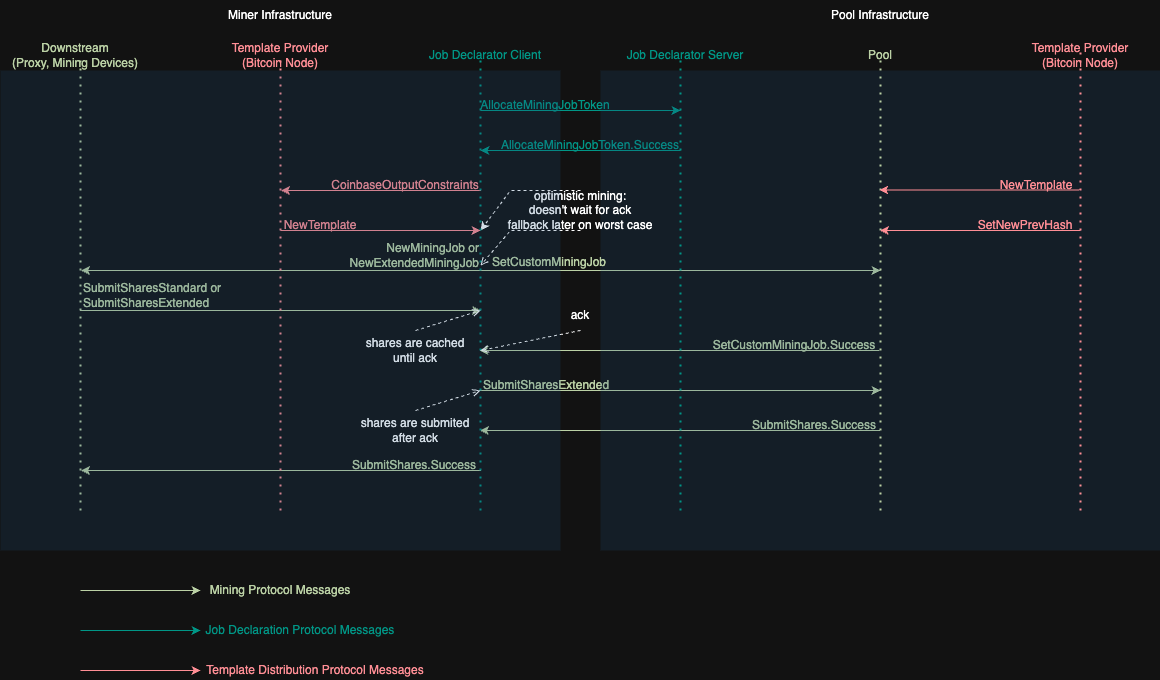 Miner Infrastructure
Pool Infrastructure
Downstream
(Proxy, Mining Devices)
Template Provider
(Bitcoin Node)
Job Declarator Client
Job Declarator Server
Pool
Template Provider
(Bitcoin Node)
AllocateMiningJobToken
AllocateMiningJobToken.Success
CoinbaseOutputConstraints
NewTemplate
optimistic mining:
doesn't wait for ack
fallback later on worst case
NewTemplate
SetNewPrevHash
NewMiningJob or
NewExtendedMiningJob
SetCustomMiningJob
SubmitSharesStandard or
SubmitSharesExtended
ack
shares are cached
until ack
SetCustomMiningJob.Success
SubmitSharesExtended
shares are submited
after ack
SubmitShares.Success
SubmitShares.Success
Mining Protocol Messages
Job Declaration Protocol Messages
Template Distribution Protocol Messages